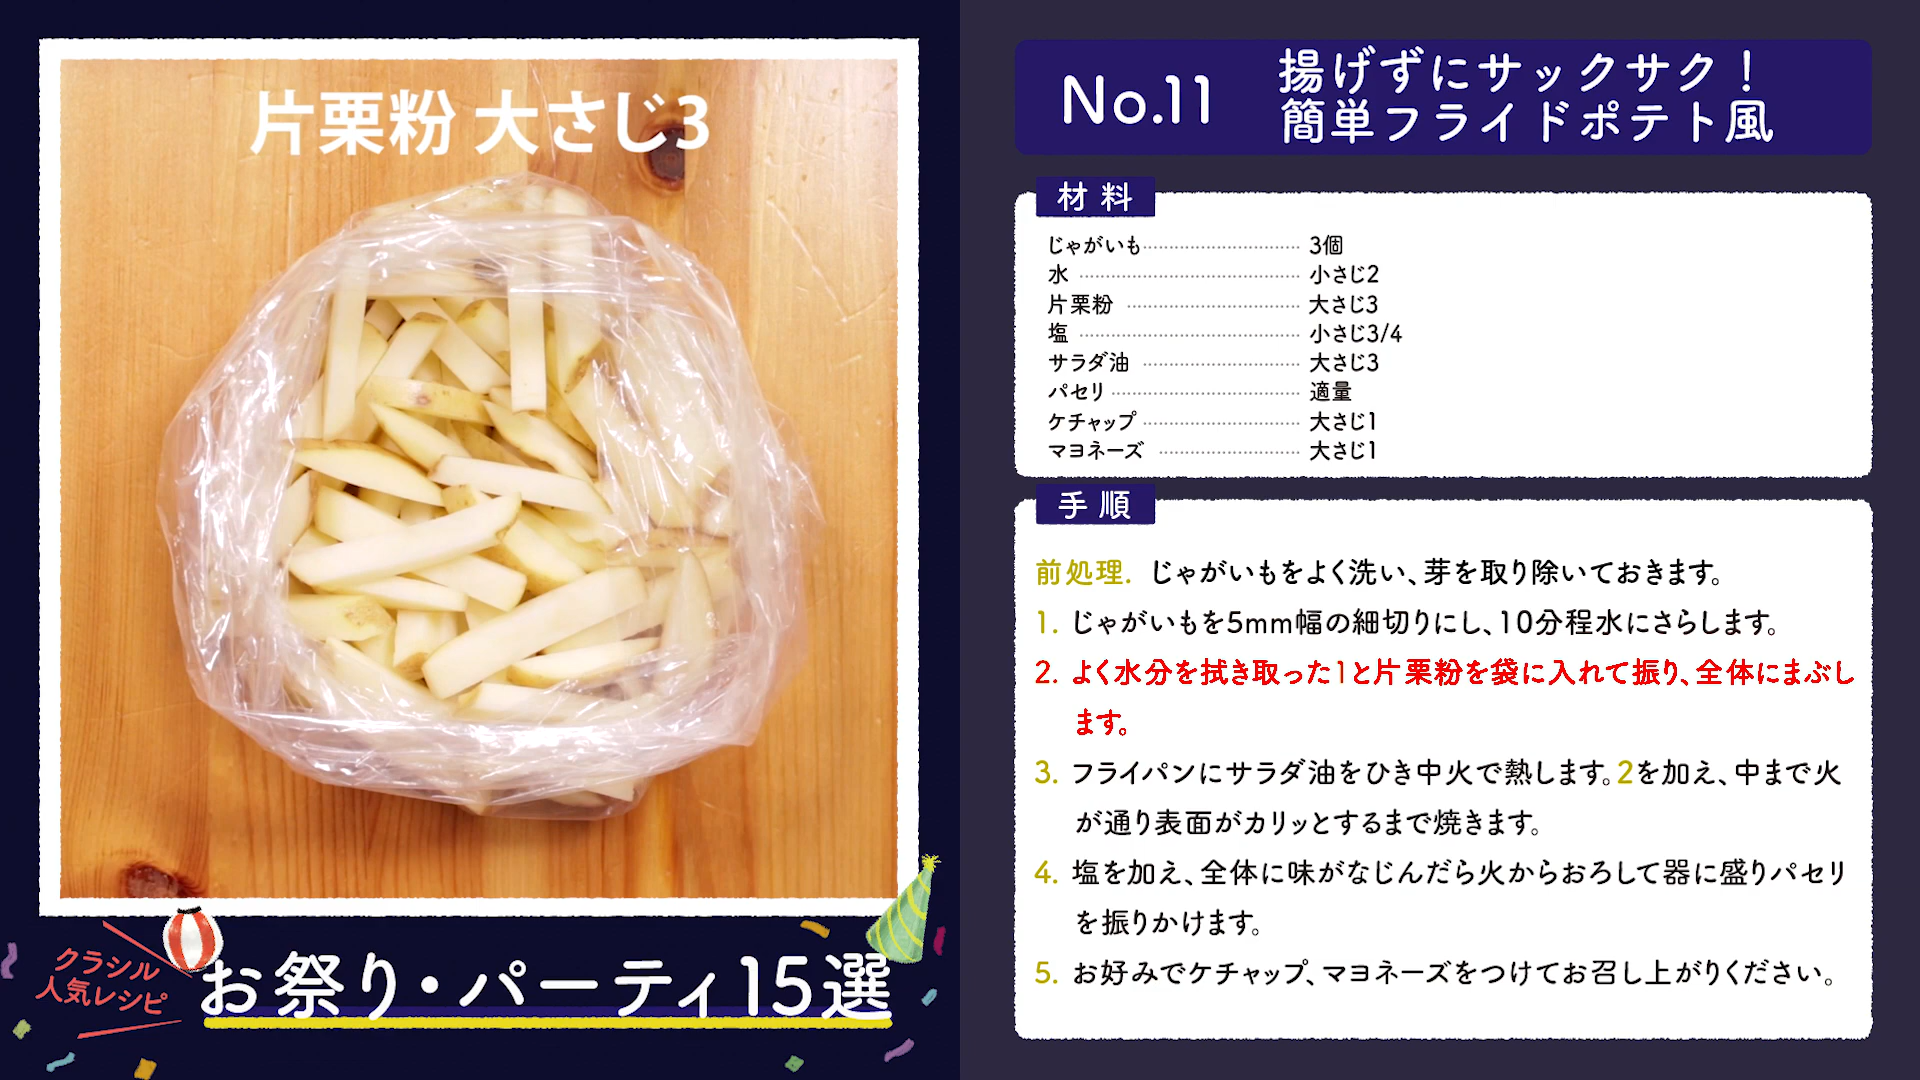 片栗粉 大さじ3
クラシル
人気レシピ
お祭り・パーティ15選
No.11
揚げずにサックサク!
簡単フライドポテト風
材料
じゃがいも 3個
水 小さじ2
片栗粉 大さじ3
塩 小さじ3/4
サラダ油 大さじ3
パセリ 適量
ケチャップ 大さじ1
マヨネーズ 大さじ1
手順
前処理. じゃがいもをよく洗い、芽を取り除いておきます。
1. じゃがいもを5mm幅の細切りにし、10分程水にさらします。
2. よく水分を拭き取った1と片栗粉を袋に入れて振り、全体にまぶし
ます。
3. フライパンにサラダ油をひき中火で熱します。2を加え、中まで火
が通り表面がカリッとするまで焼きます。
4. 塩を加え、全体に味がなじんだら火からおろして器に盛りパセリ
を振りかけます。
5. お好みでケチャップ、マヨネーズをつけてお召し上がりください。